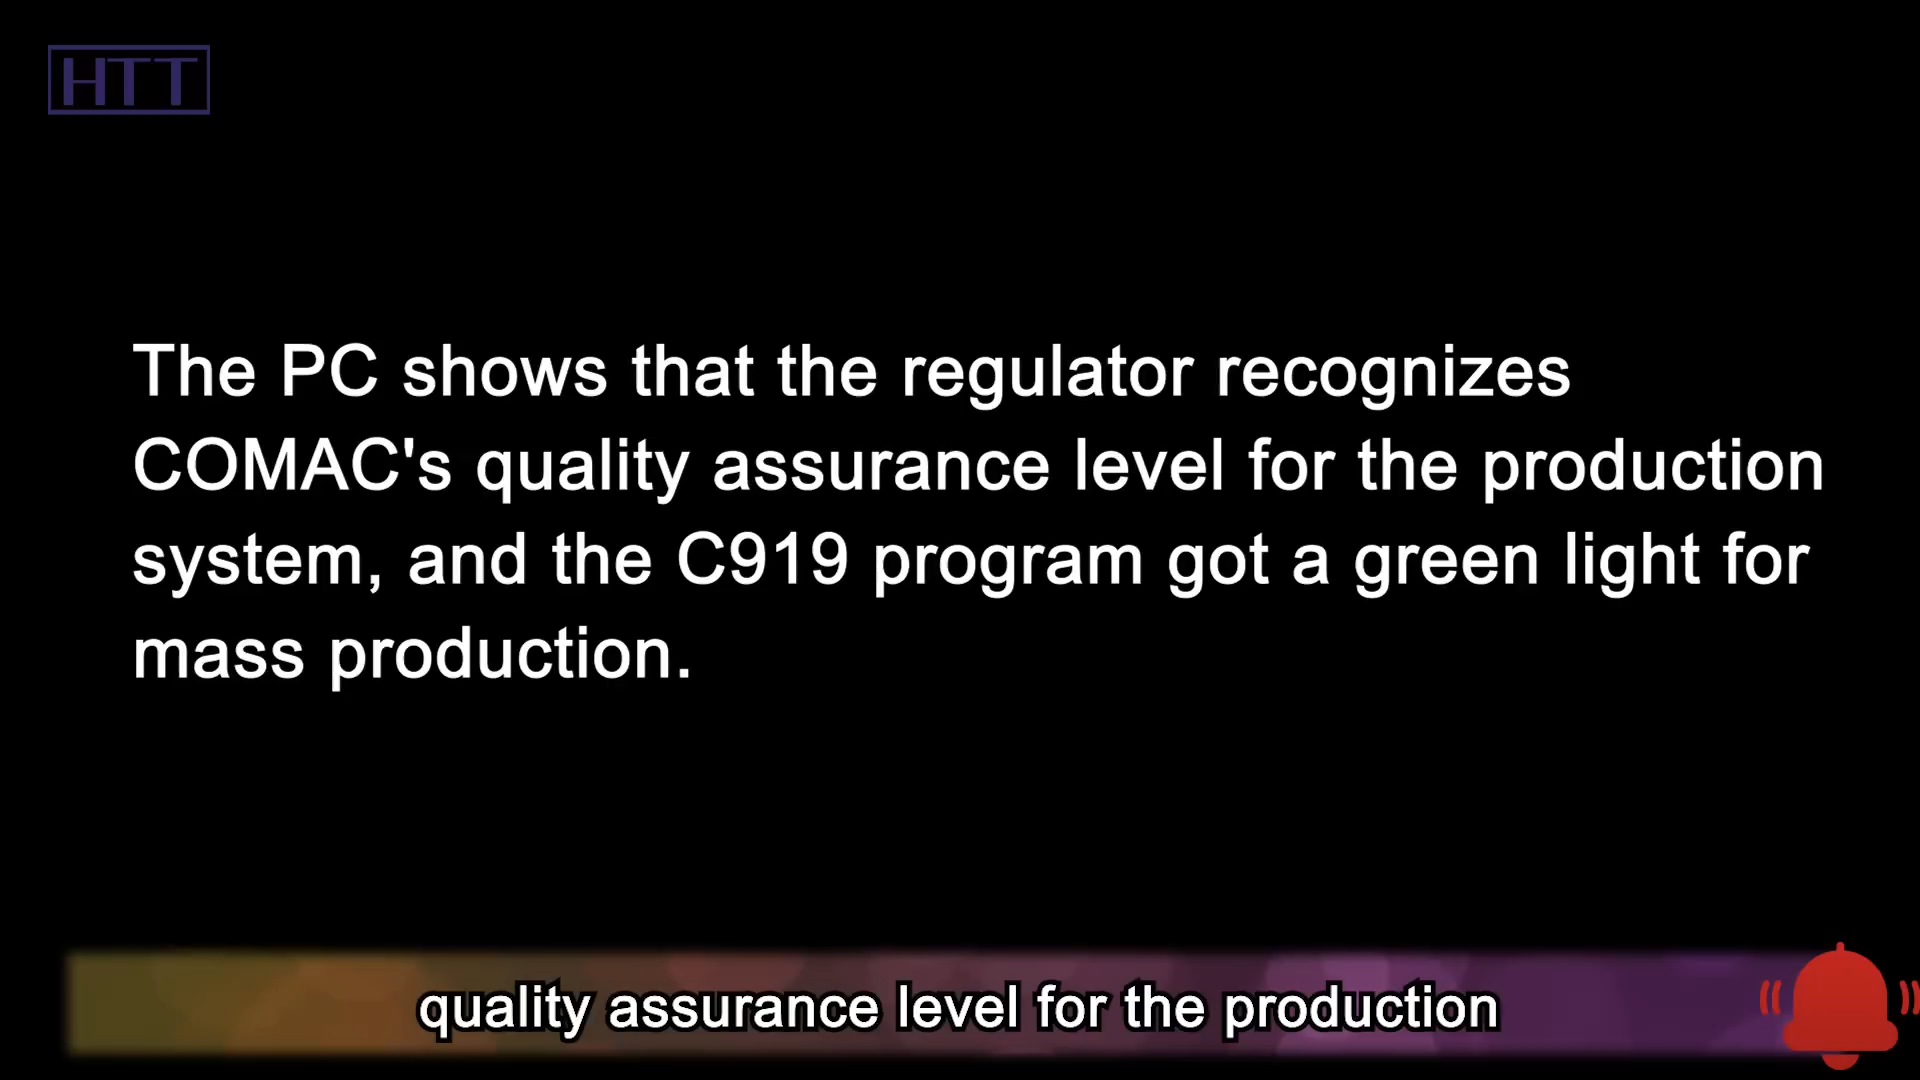 HTT
The PC shows that the regulator recognizes
COMAC's quality assurance level for the production
system, and the C919 program got a green light for
mass production.
quality assurance level for the production